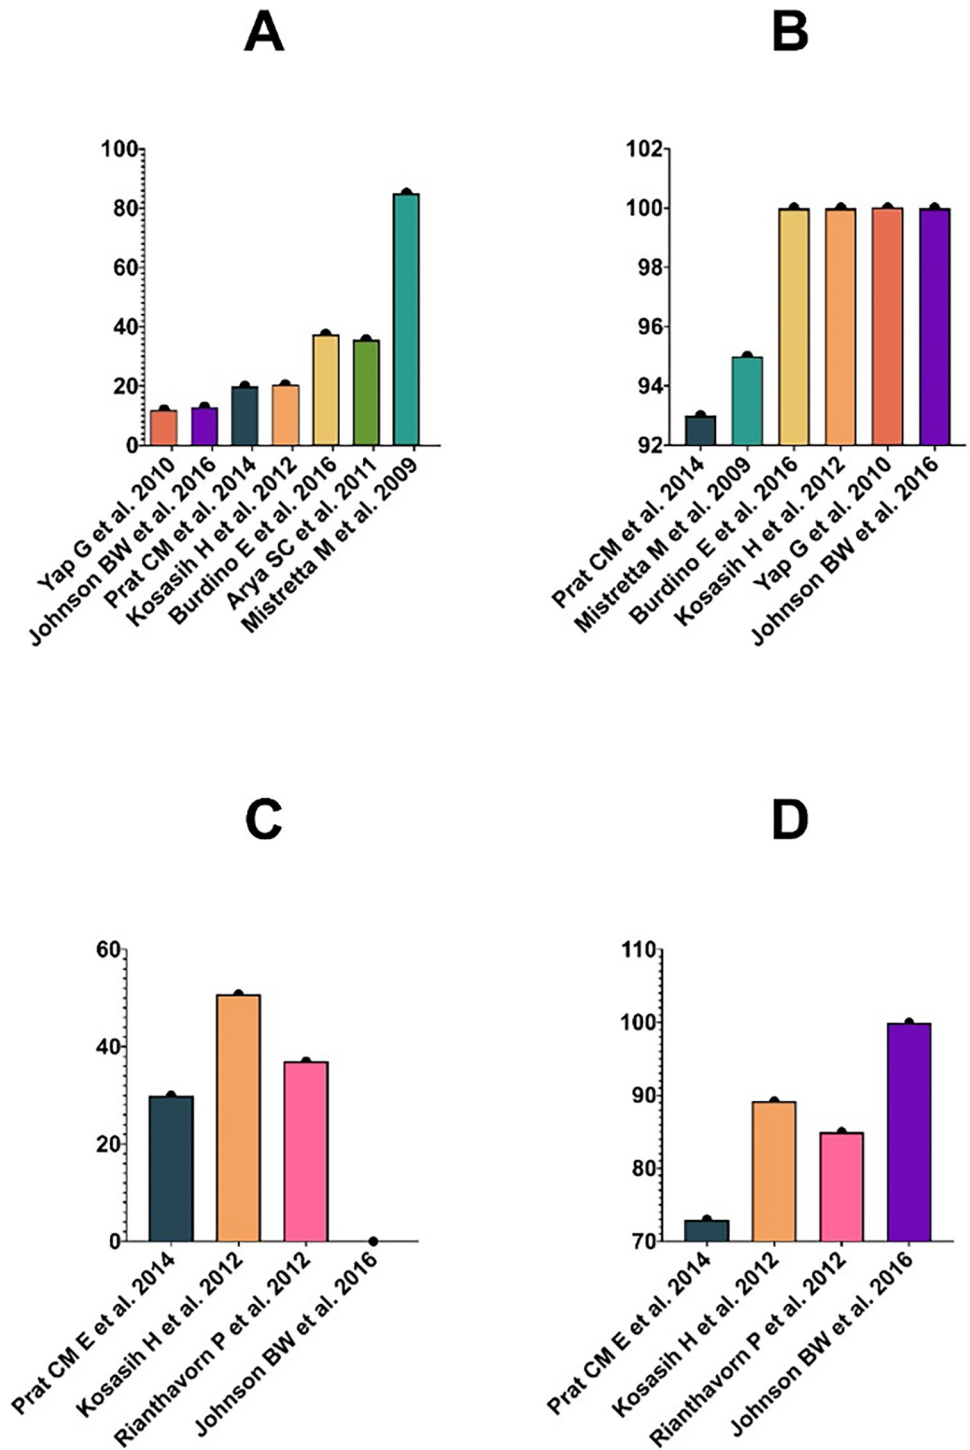 A
100
80
60
40
20
0
Yap G et al. 2010
Johnson BW et al. 2016
Prat CM et al. 2014
Kosasih H et al. 2012
Burdino E et al. 2016
Arya SC et al. 2011
Mistretta M et al. 2009
B
102
100
98
96
94
92
Prat CM et al. 2014
Mistretta M et al. 2009
Burdino E et al. 2016
Kosasih H et al. 2012
Yap G et al. 2010
Johnson BW et al. 2016
C
60
40
20
0
Prat CM E et al. 2014
Kosasih H et al. 2012
Rianthavorn P et al. 2012
Johnson BW et al. 2016
D
110
100
90
80
70
Prat CM E et al. 2014
Kosasih H et al. 2012
Rianthavorn P et al. 2012
Johnson BW et al. 2016